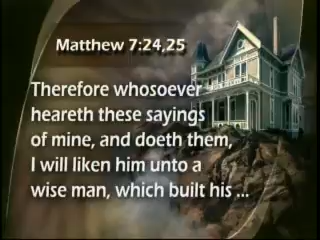 Matthew 7:24,25
Therefore whosoever
heareth these sayings
of mine, and doeth them,
I will liken him unto a
wise man, which built his ...